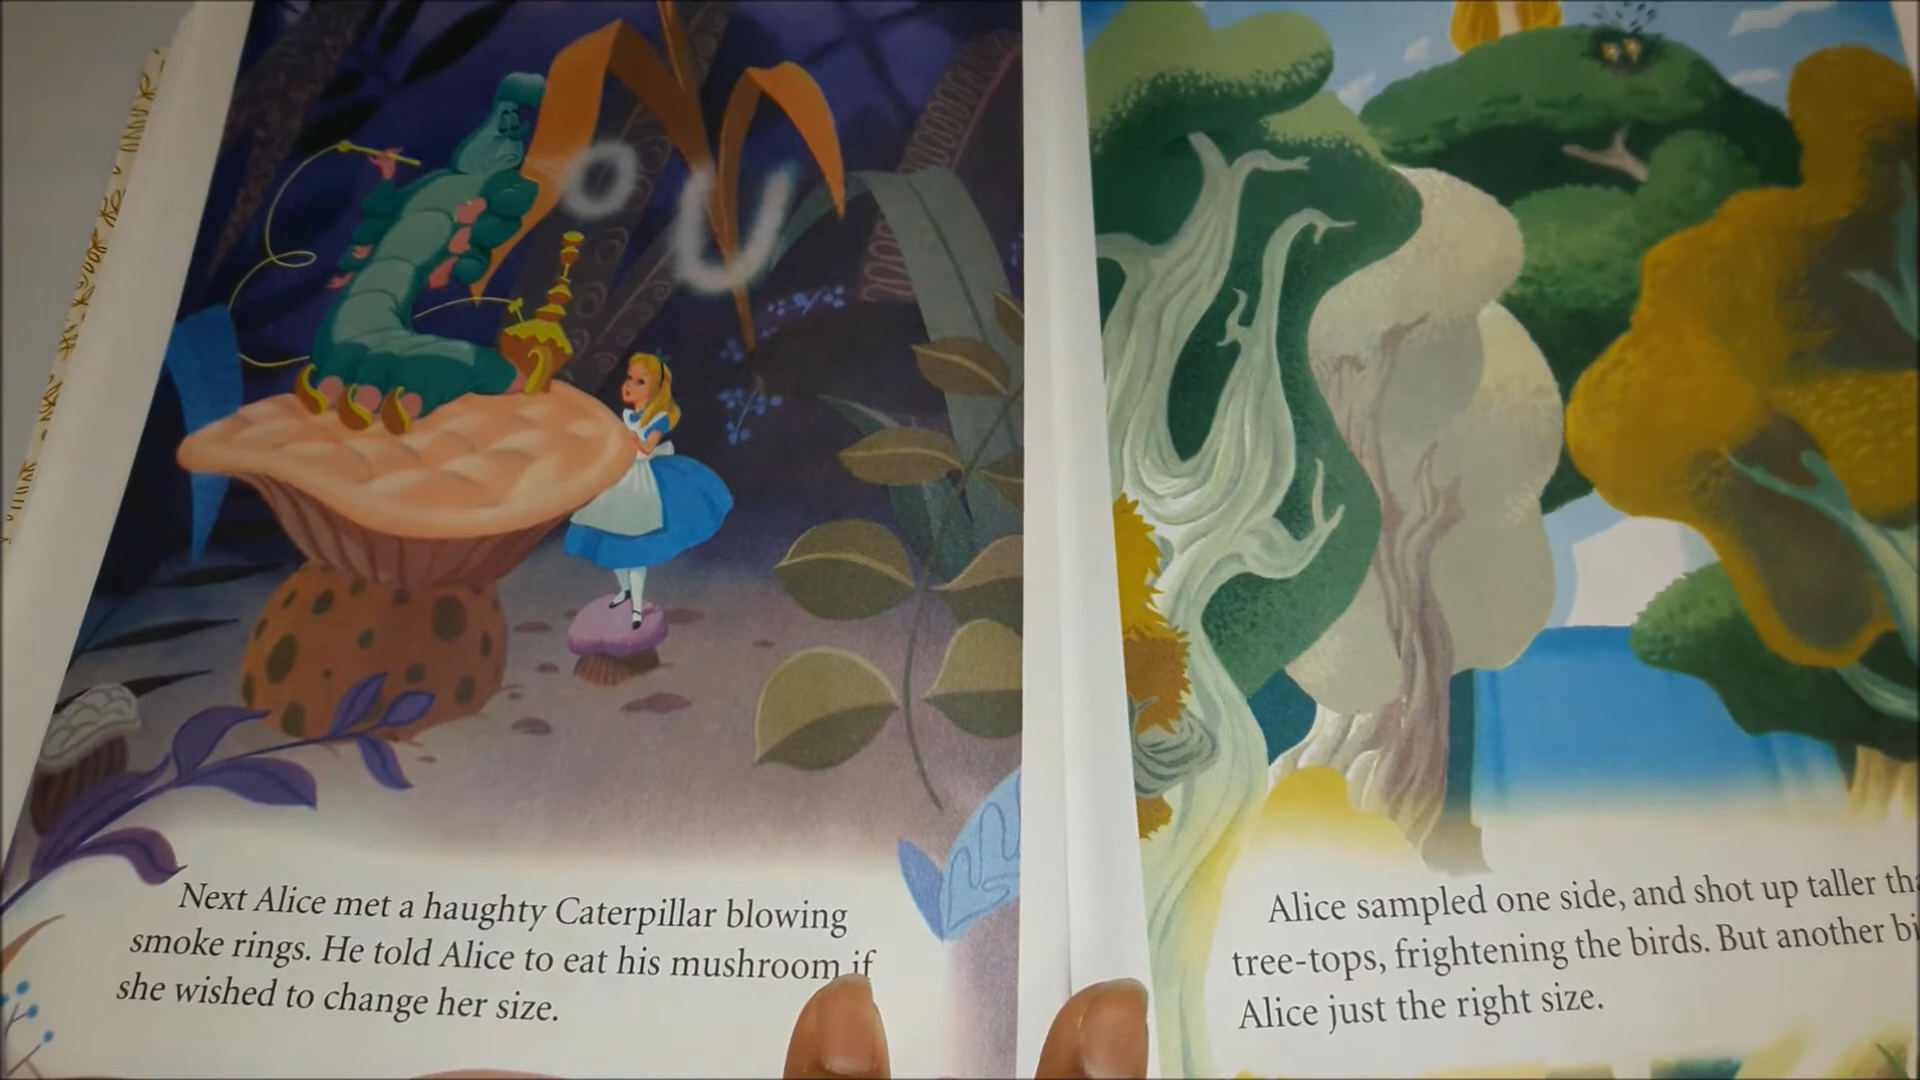 O U
Next Alice met a haughty Caterpillar blowing
smoke rings. He told Alice to eat his mushroom if
she wished to change her size.
Alice sampled one side, and shot up taller
tree-tops, frightening the birds. But another
Alice just the right size.